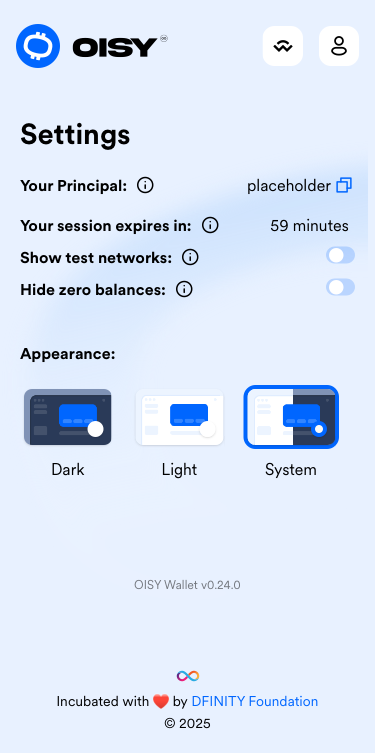 OISY
Settings
Your Principal: placeholder
Your session expires in: 59 minutes
Show test networks:
Hide zero balances:
Appearance:
Dark Light System
OISY Wallet v0.24.0
Incubated with ❤️ by DFINITY Foundation
© 2025